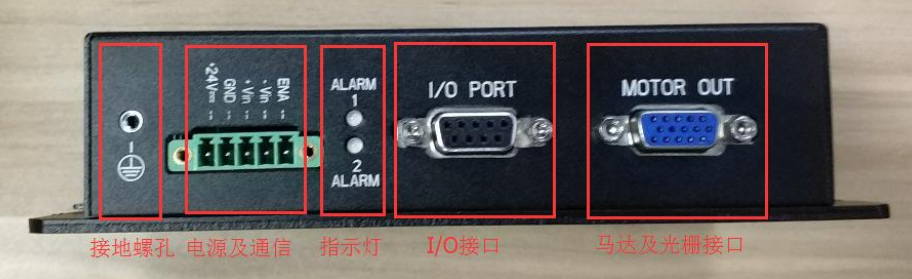 +24V
GND
+Vin
-Vin
ENA
ALARM
1
2
ALARM
I/O PORT
MOTOR OUT
接地螺孔
电源及通信
指示灯
I/O接口
马达及光栅接口